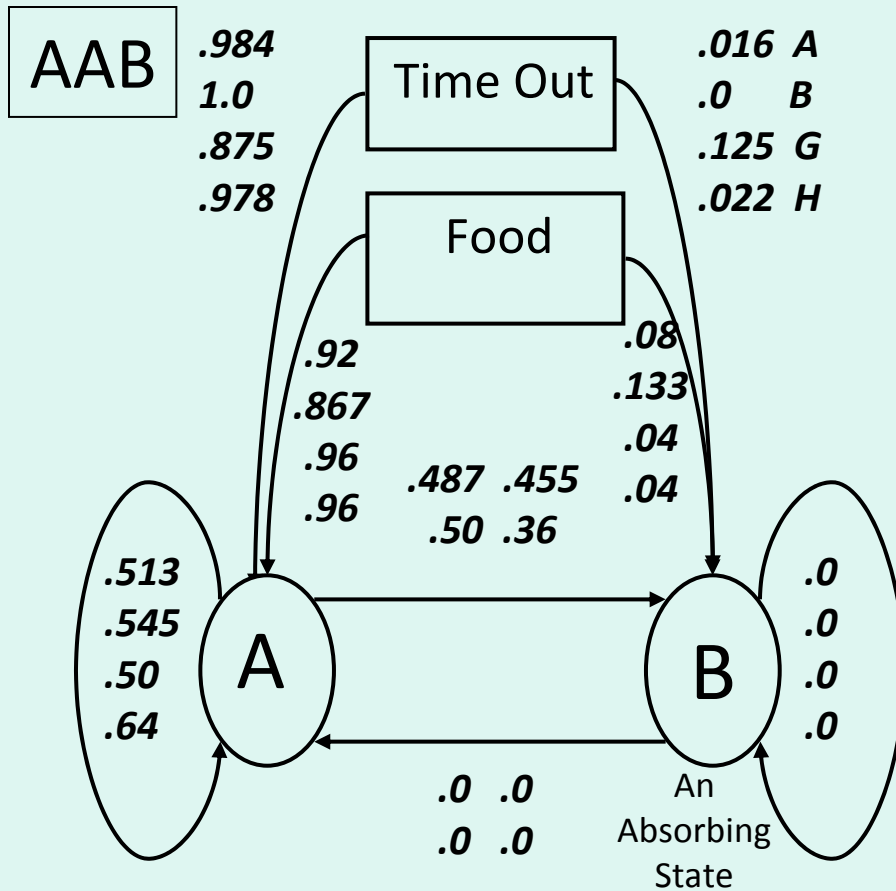 AAB
.984
1.0
.875
.978
Time Out
.016 A
.0 B
.125 G
.022 H
Food
.92
.867
.96
.96
.08
.133
.04
.04
.487 .455
.50 .36
.513
.545
.50
.64
A
B
.0
.0
.0
.0
.0 .0
.0 .0
An
Absorbing
State